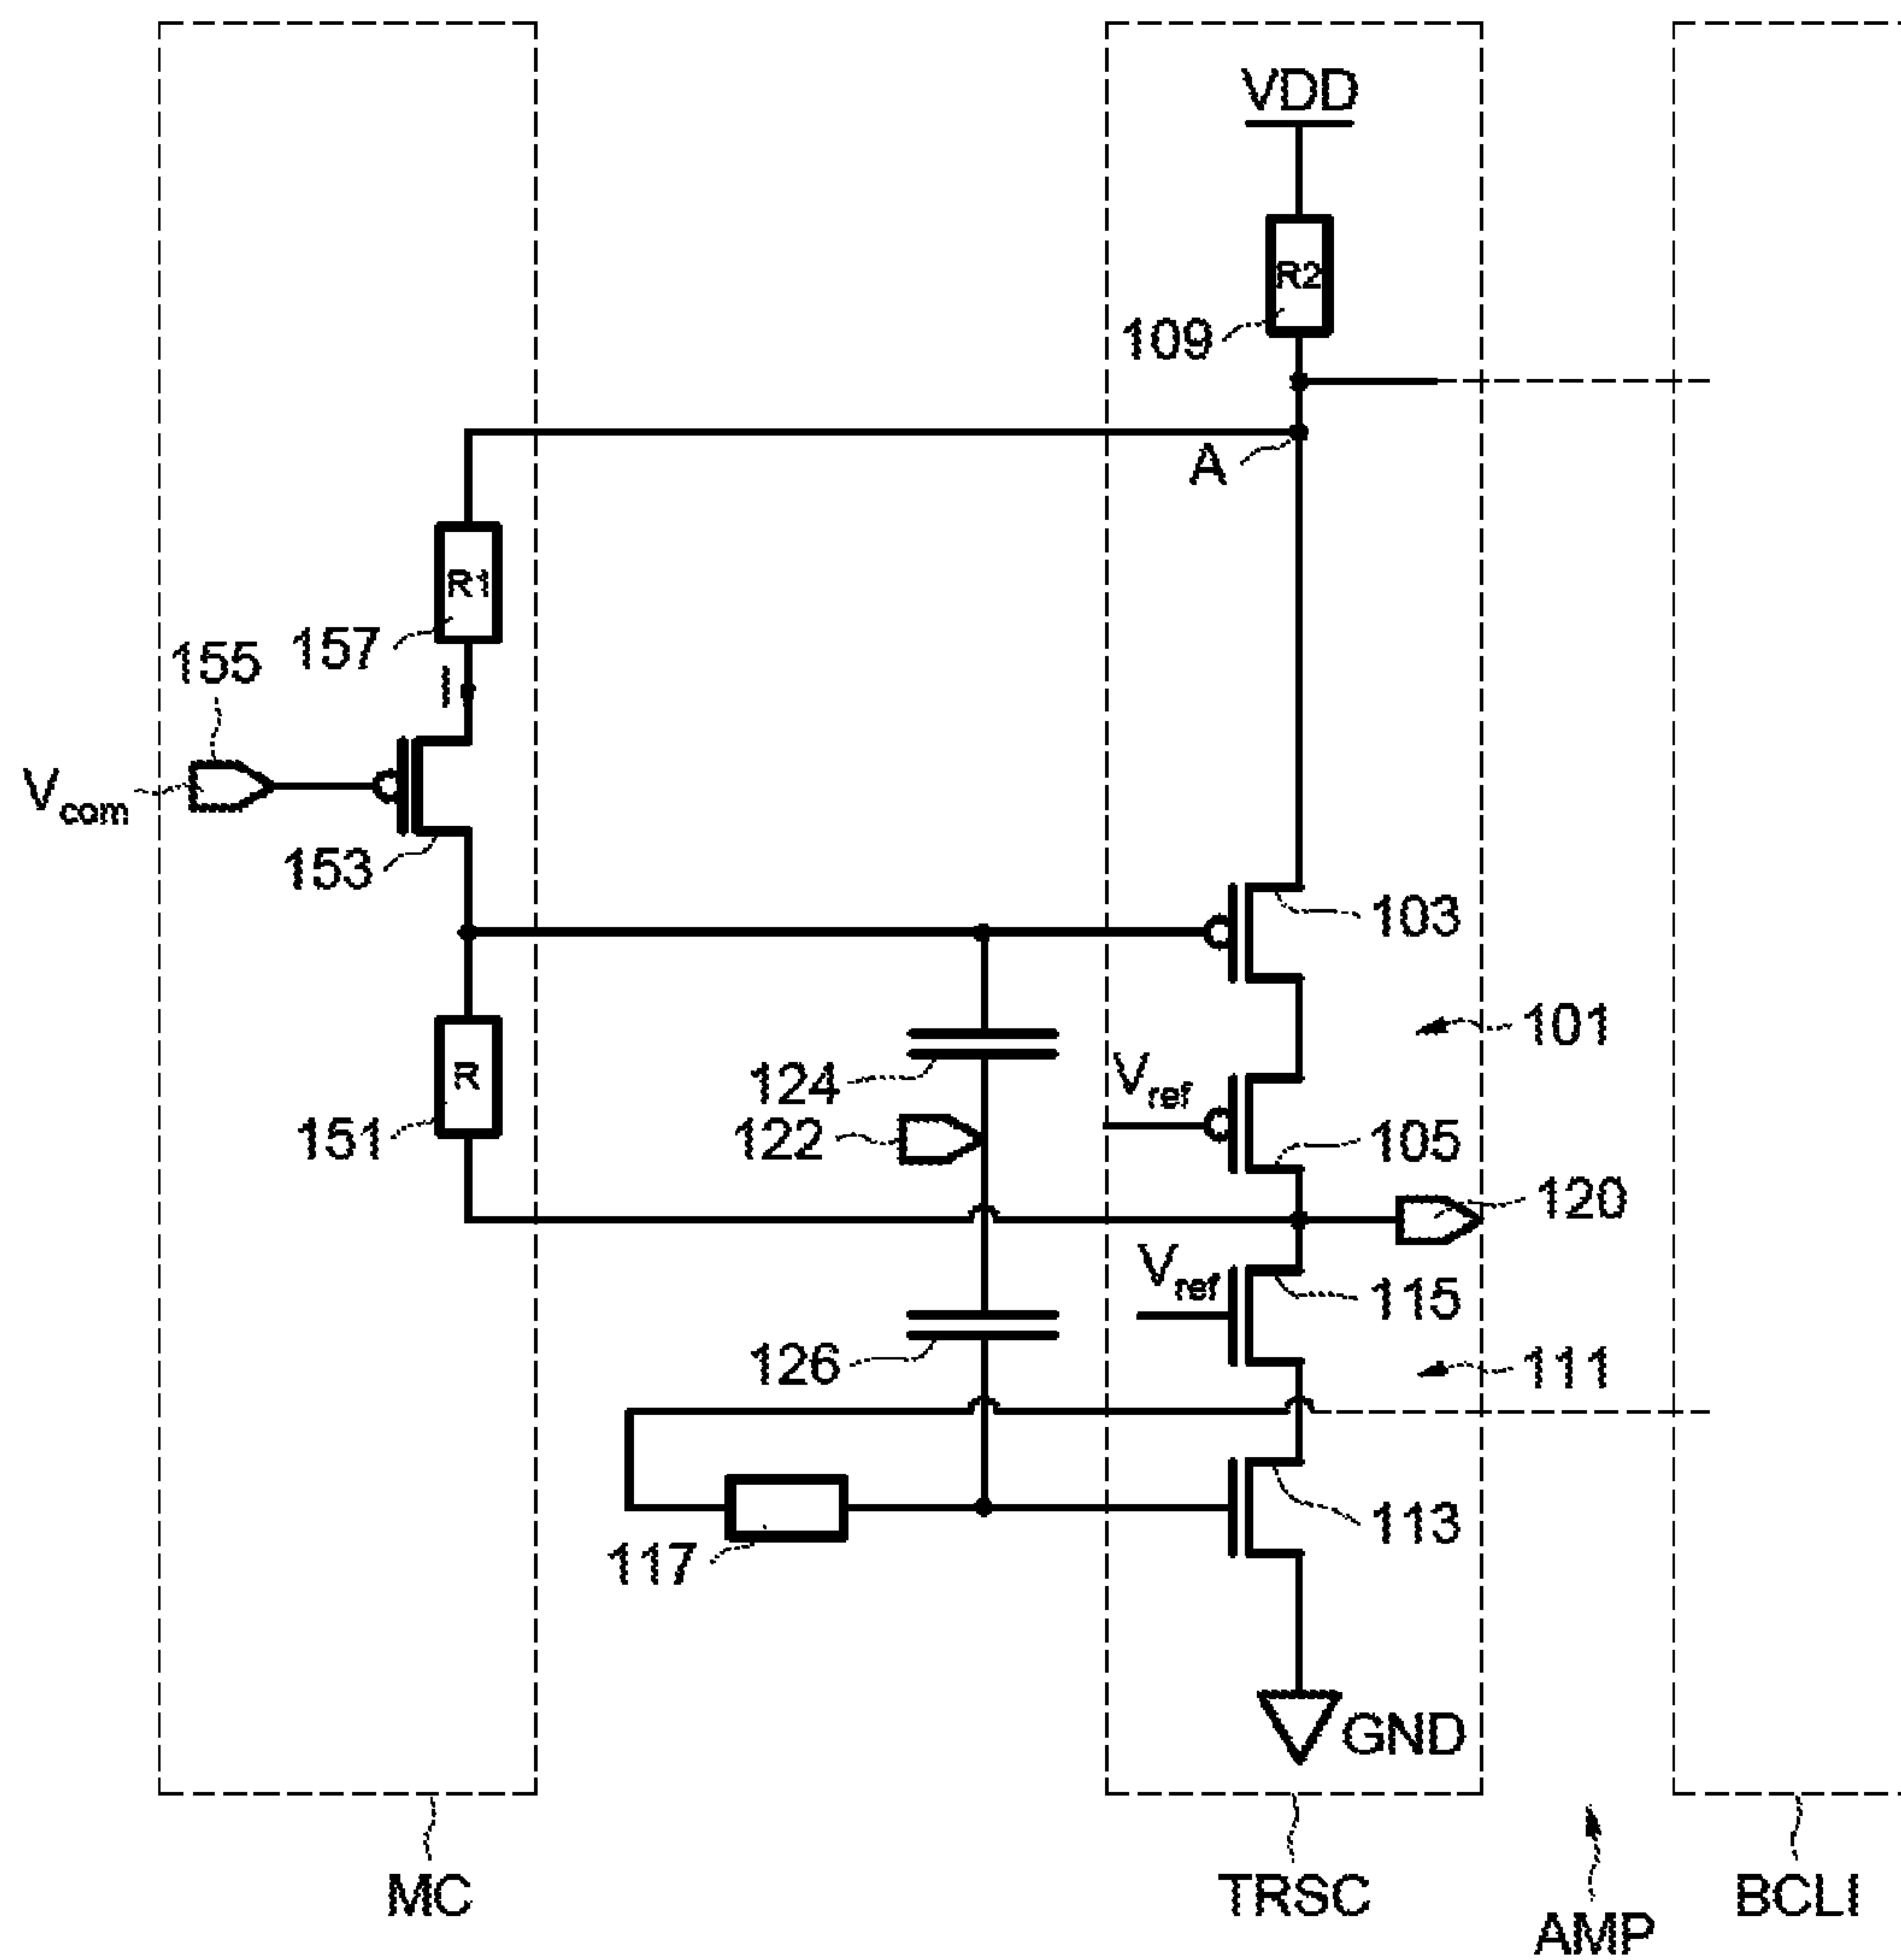 VDD
R2
109
A
R1
157
I
155
Vcom
153
103
101
R
151
124
122
Vref
105
120
Vref
115
126
111
117
113
GND
MC
TRSC
AMP
BCLI